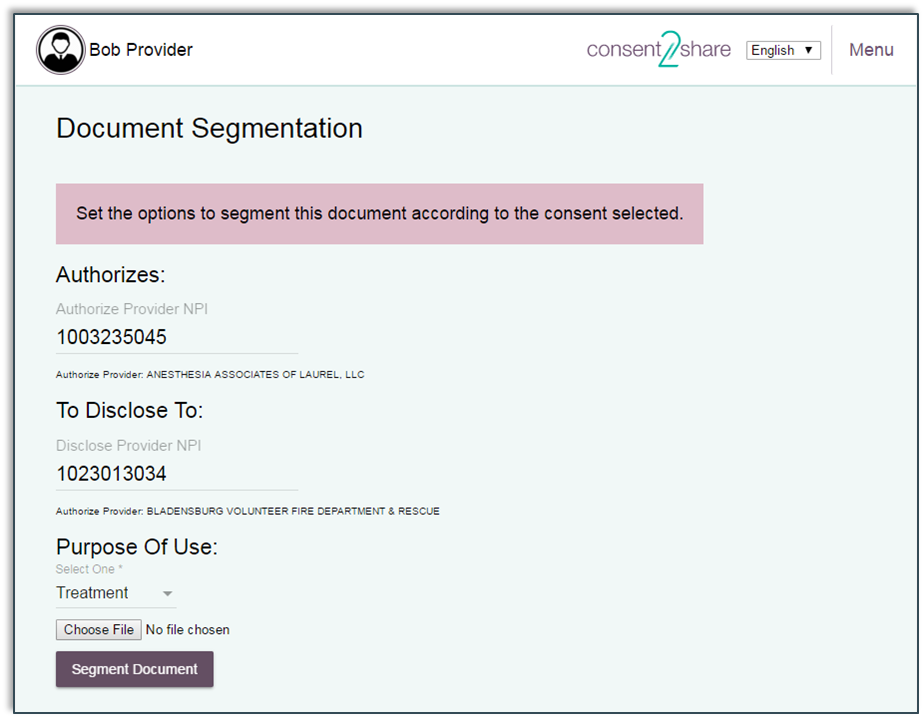 Bob Provider
consent2share
English
Menu
Document Segmentation
Set the options to segment this document according to the consent selected.
Authorizes:
Authorize Provider NPI
1003235045
Authorize Provider: ANESTHESIA ASSOCIATES OF LAUREL, LLC
To Disclose To:
Disclose Provider NPI
1023013034
Authorize Provider: BLADENSBURG VOLUNTEER FIRE DEPARTMENT & RESCUE
Purpose Of Use:
Select One *
Treatment
Choose File No file chosen
Segment Document